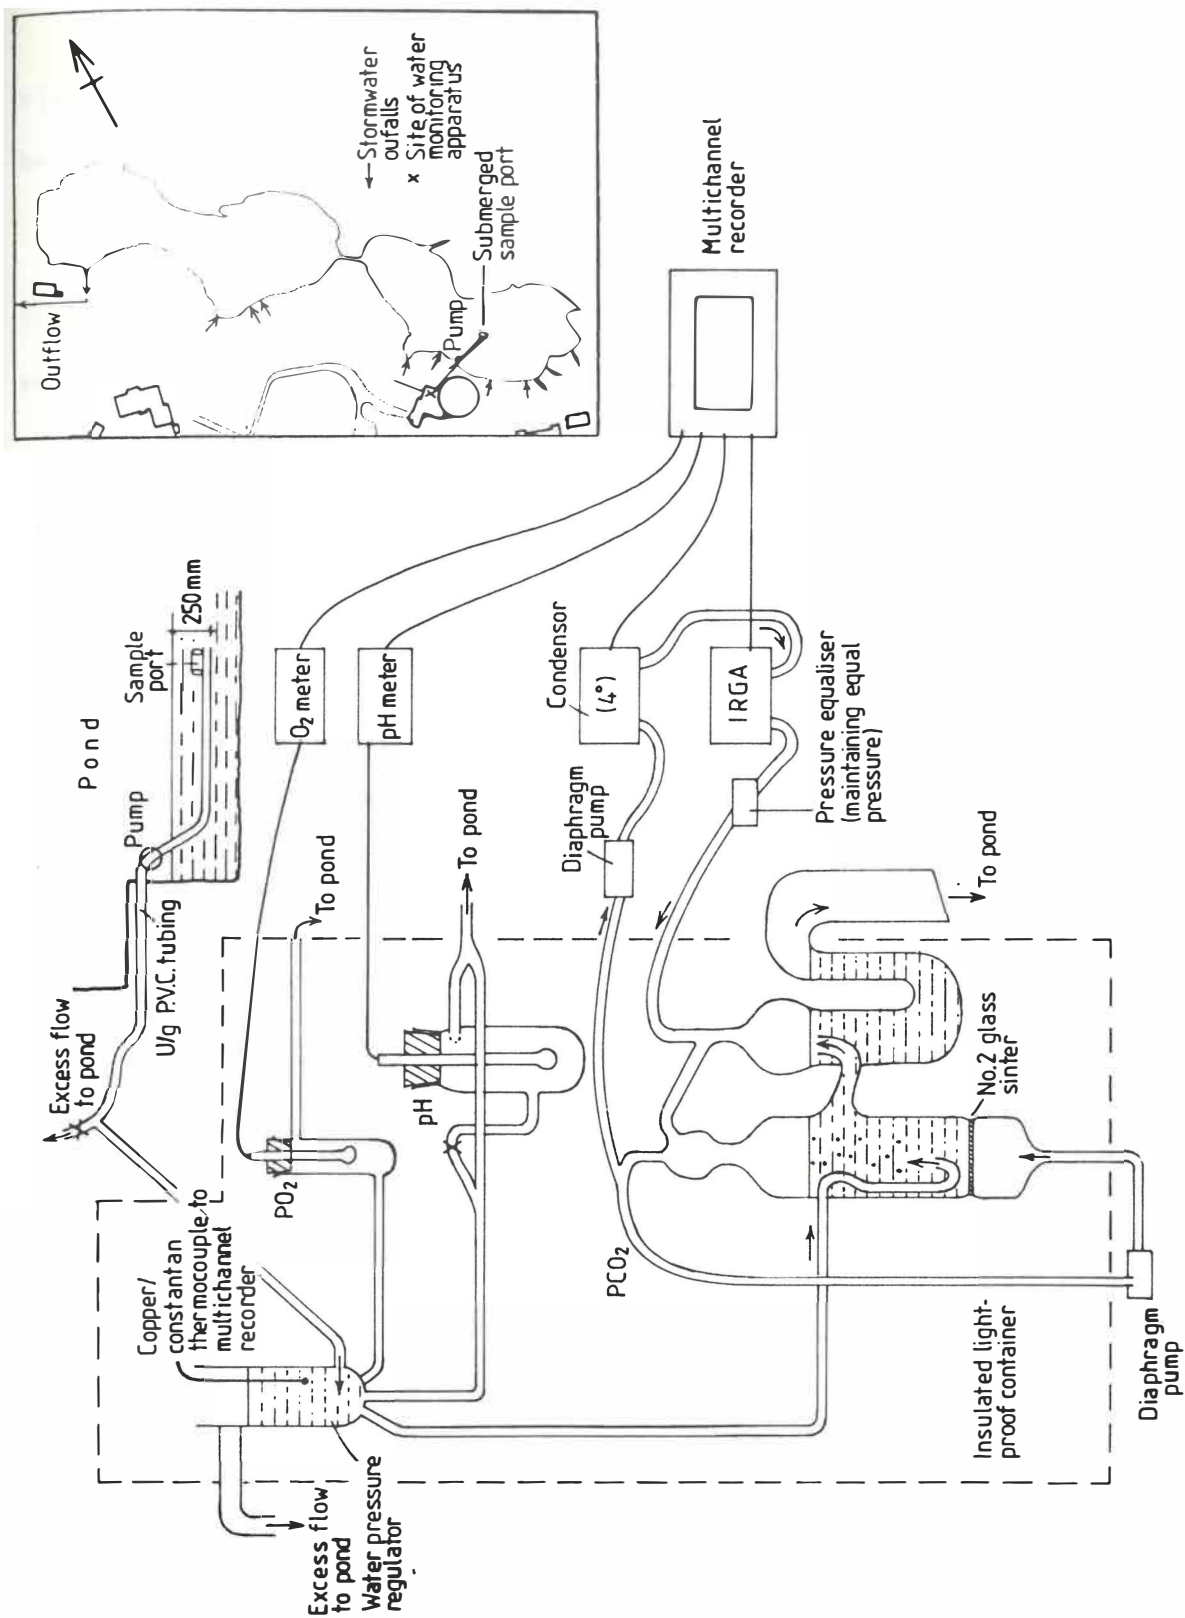 Outflow
Stormwater
oufalls
x Site of water
monitoring
apparatus
Pump
Submerged
sample port
Multichannel
recorder
Pond
Sample
port
250mm
Pump
U/g P.V.C. tubing
Excess flow
to pond
O2 meter
pH meter
Condensor
(4°)
IRGA
Pressure equaliser
(maintaining equal
pressure)
Diaphragm
pump
To pond
To pond
To pond
PO2
pH
PCO2
No.2 glass
sinter
Copper/
constantan
thermocouple to
multichannel
recorder
Insulated light-
proof container
Diaphragm
pump
Excess flow
to pond
Water pressure
regulator